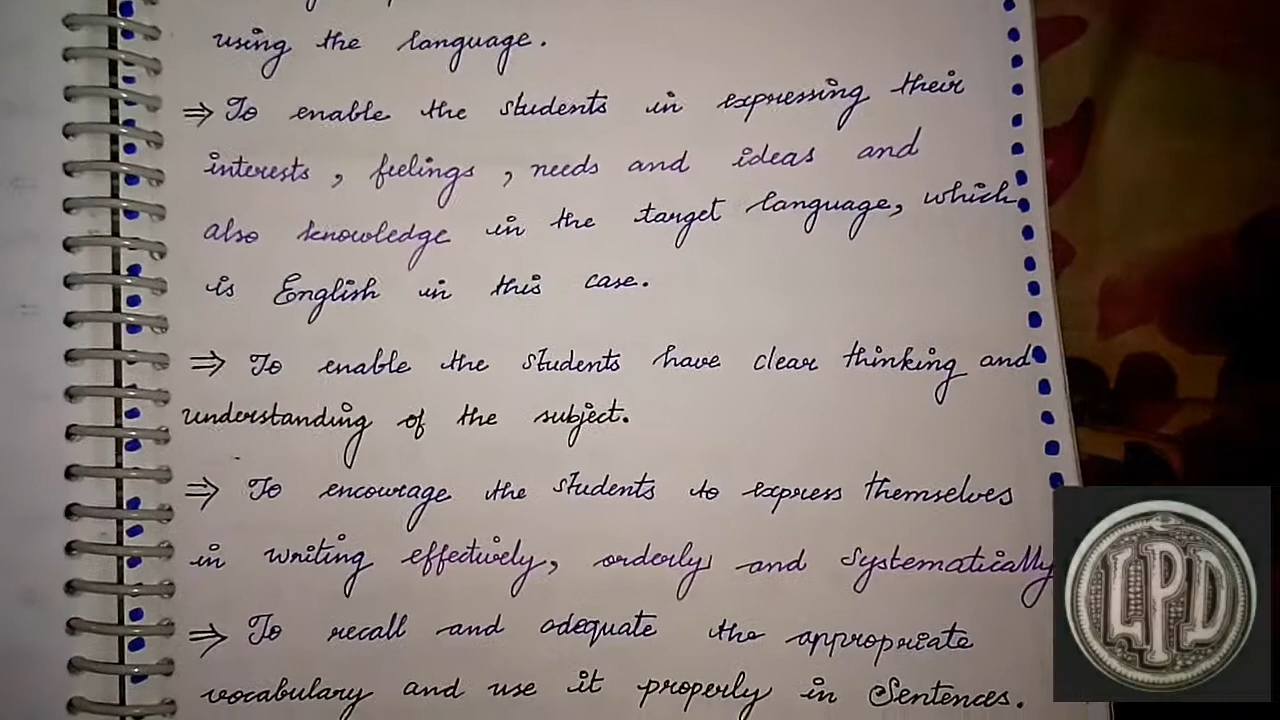 using the language.
⇒ To enable the students in expressing their
interests, feelings, needs and ideas and
also knowledge in the target language, which
is English in this case.
⇒ To enable the students have clear thinking and
understanding of the subject.
⇒ To encourage the students to express themselves
in writing effectively, orderly and systematically
⇒ To recall and adequate the appropriate
vocabulary and use it properly in Sentences.
LPD